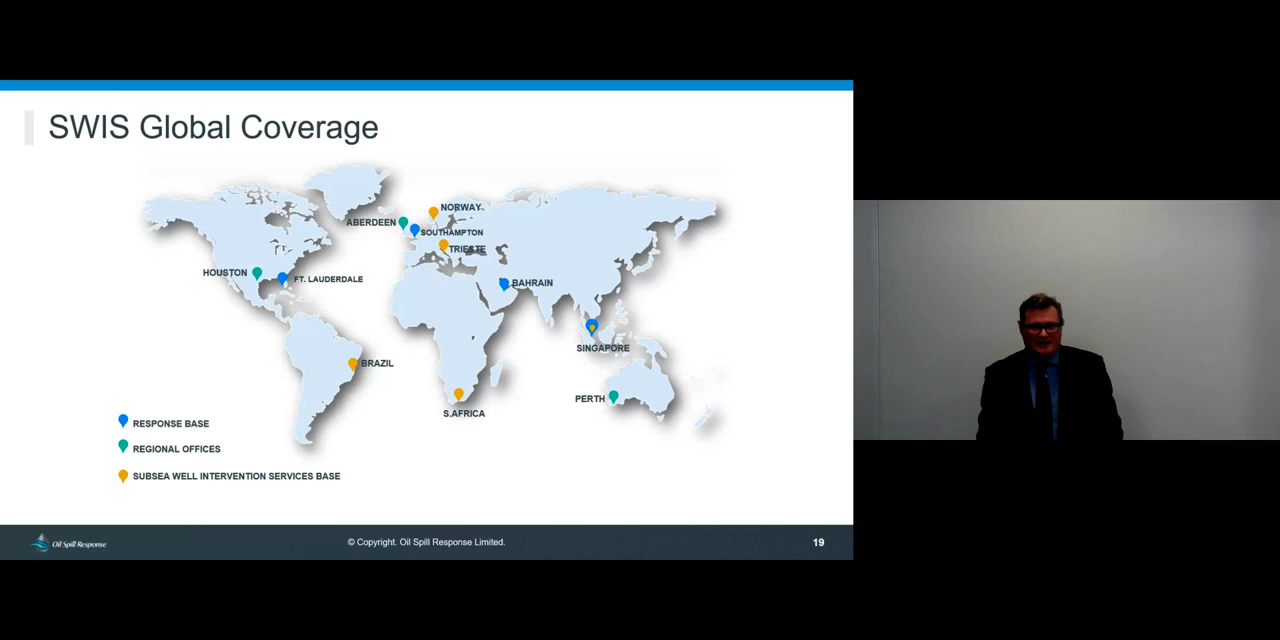 SWIS Global Coverage
NORWAY
ABERDEEN
SOUTHAMPTON
TRIESTE
HOUSTON
FT. LAUDERDALE
BAHRAIN
SINGAPORE
BRAZIL
PERTH
S.AFRICA
RESPONSE BASE
REGIONAL OFFICES
SUBSEA WELL INTERVENTION SERVICES BASE
Oil Spill Response
© Copyright. Oil Spill Response Limited.
19